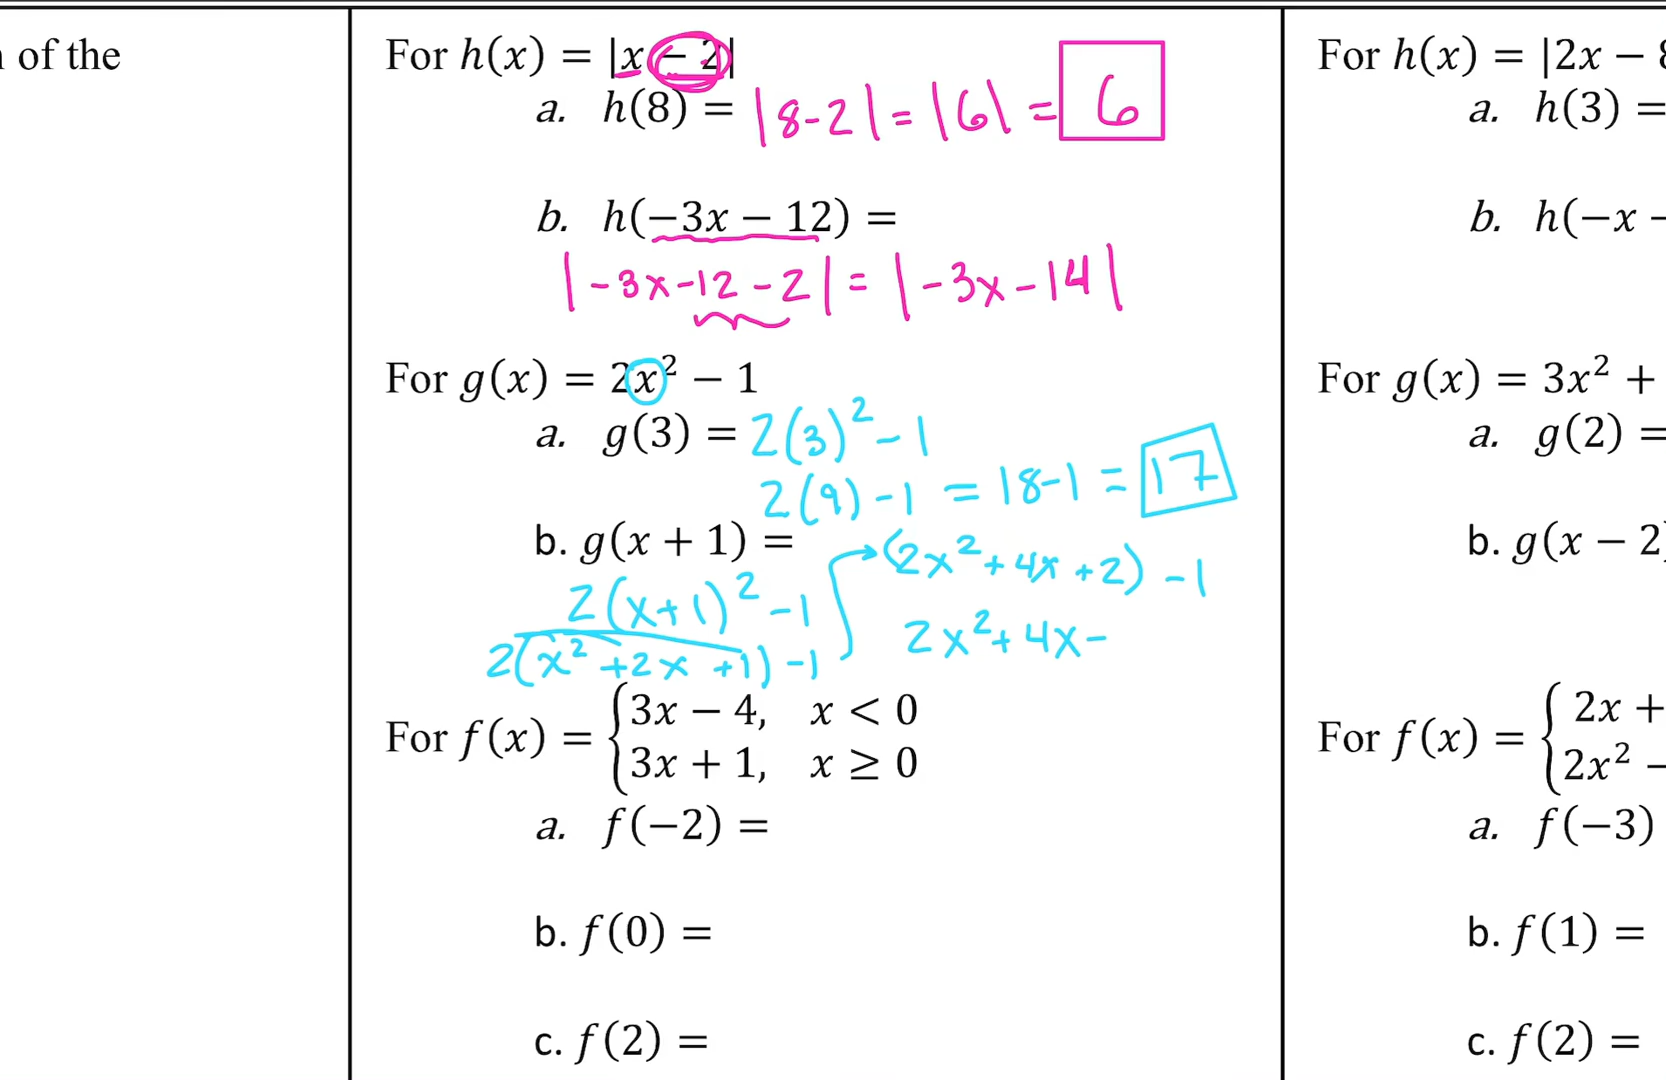 of the
For h(x) = |x − 2|
a. h(8) = |8-2| = |6| = 6
b. h(−3x − 12) =
|-3x-12-2| = |-3x-14|
For g(x) = 2x² − 1
a. g(3) = 2(3)²-1
2(9)-1 = 18-1 = 17
b. g(x + 1) =
2(x+1)²-1
2(x²+2x+1)-1
(2x²+4x+2)-1
2x²+4x-
For f(x) = {3x − 4, x < 0
3x + 1, x ≥ 0
a. f(−2) =
b. f(0) =
c. f(2) =
For h(x) = |2x −
a. h(3) =
b. h(−x −
For g(x) = 3x² +
a. g(2) =
b. g(x − 2)
For f(x) = {2x +
2x² −
a. f(−3)
b. f(1) =
c. f(2) =